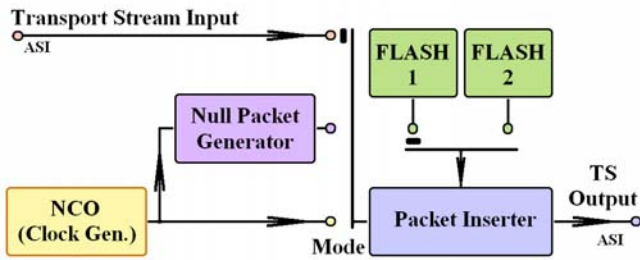 Transport Stream Input
ASI
FLASH
1
FLASH
2
Null Packet
Generator
NCO
(Clock Gen.)
Mode
Packet Inserter
TS
Output
ASI